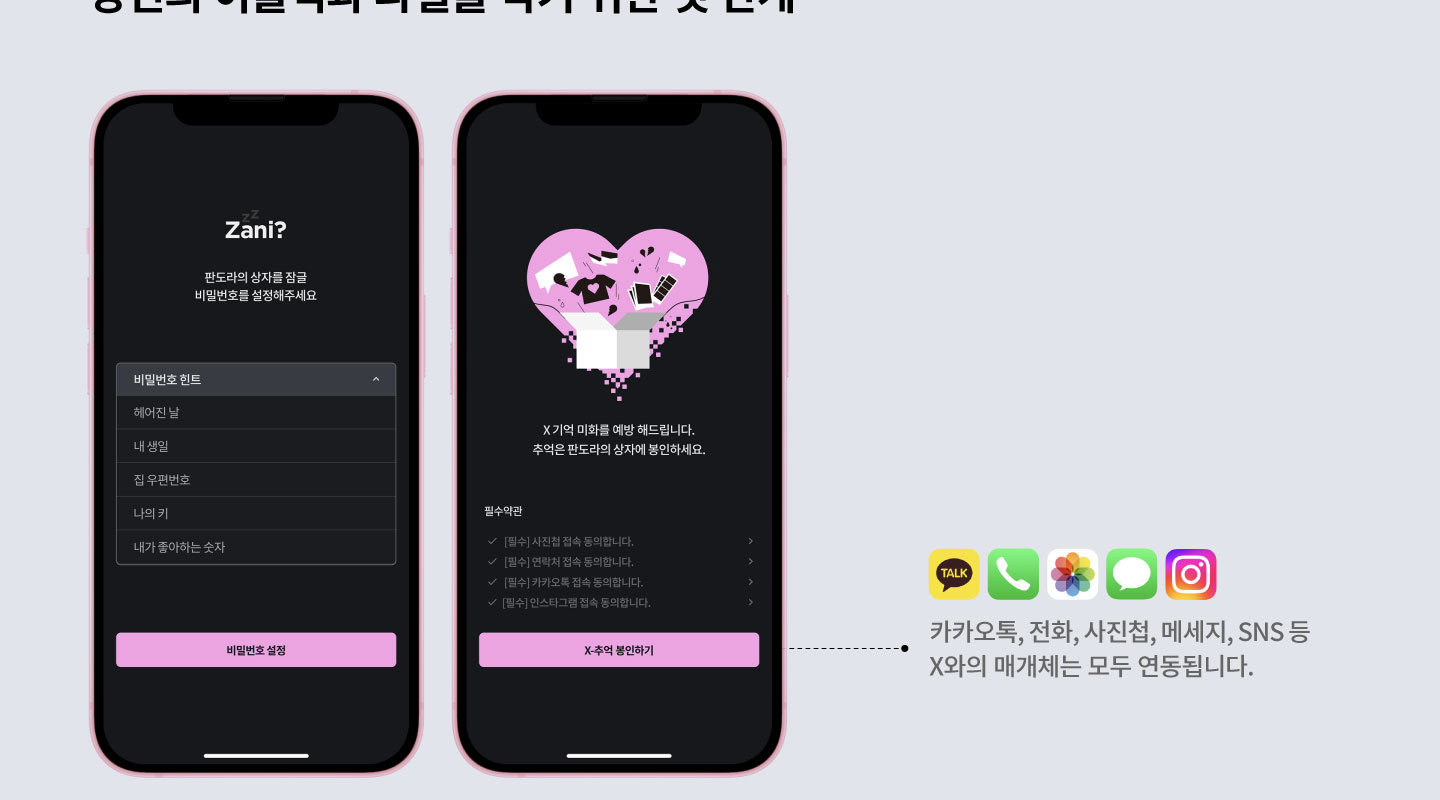 Zani?
zz
판도라의 상자를 잠글
비밀번호를 설정해주세요
비밀번호 힌트
헤어진 날
내 생일
집 우편번호
나의 키
내가 좋아하는 숫자
비밀번호 설정
X 기억 미화를 예방 해드립니다.
추억은 판도라의 상자에 봉인하세요.
필수약관
[필수] 사진첩 접속 동의합니다.
[필수] 연락처 접속 동의합니다.
[필수] 카카오톡 접속 동의합니다.
[필수] 인스타그램 접속 동의합니다.
X-추억 봉인하기
TALK
카카오톡, 전화, 사진첩, 메세지, SNS 등
X와의 매개체는 모두 연동됩니다.